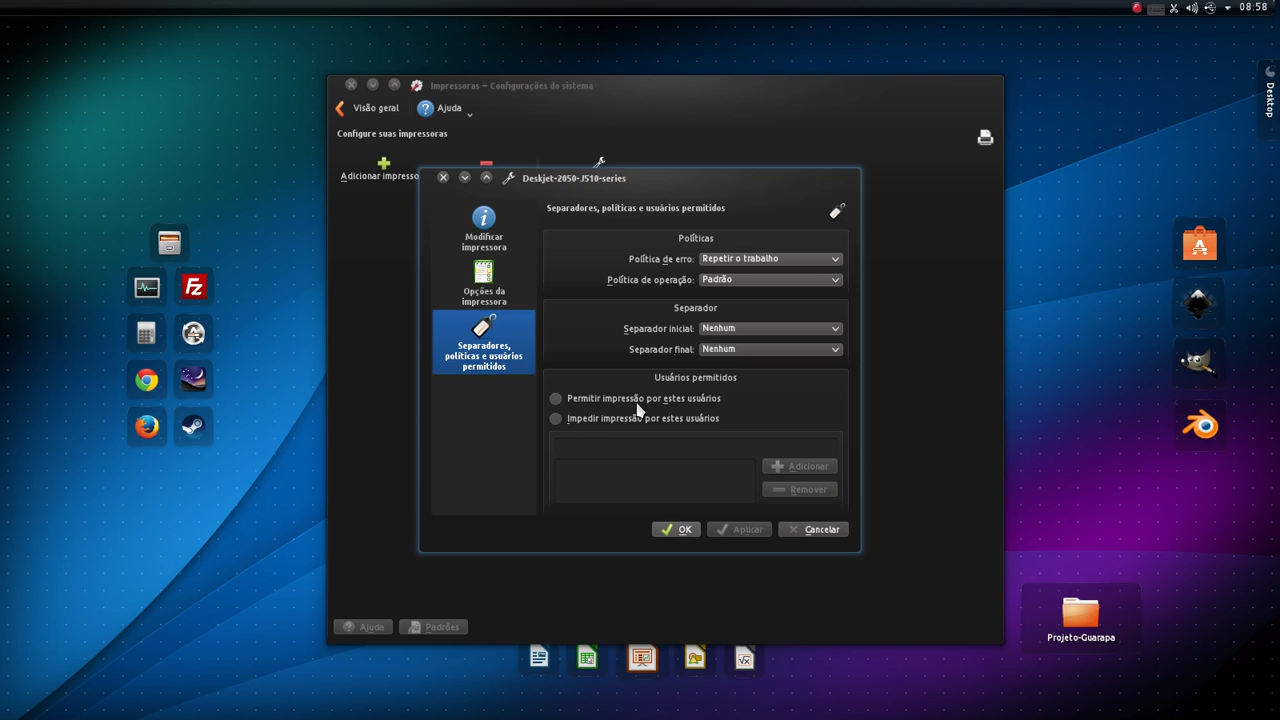 08:58
Desktop
Impressoras – Configurações do sistema
Visão geral
Ajuda
Configure suas impressoras
Adicionar impresso
Deskjet-2050-J510-series
Modificar
impressora
Opções da
impressora
Separadores,
políticas e usuários
permitidos
Separadores, políticas e usuários permitidos
Políticas
Política de erro: Repetir o trabalho
Política de operação: Padrão
Separador
Separador inicial: Nenhum
Separador final: Nenhum
Usuários permitidos
Permitir impressão por estes usuários
Impedir impressão por estes usuários
Adicionar
Remover
OK
Aplicar
Cancelar
Ajuda
Padrões
Projeto-Guarapa